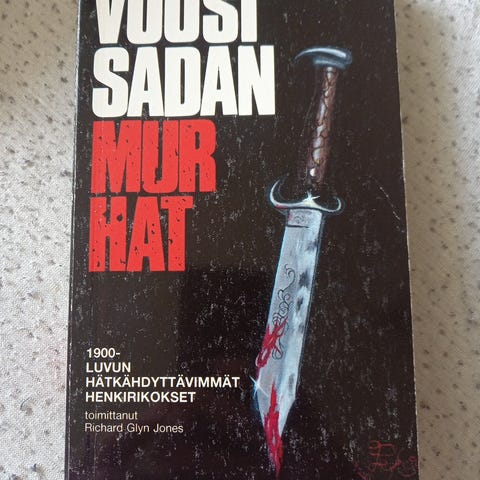 VUOSI
SADAN
MUR
HAT
1900-
LUVUN
HÄTKÄHDYTTÄVIMMÄT
HENKIRIKOKSET
toimittanut
Richard Glyn Jones